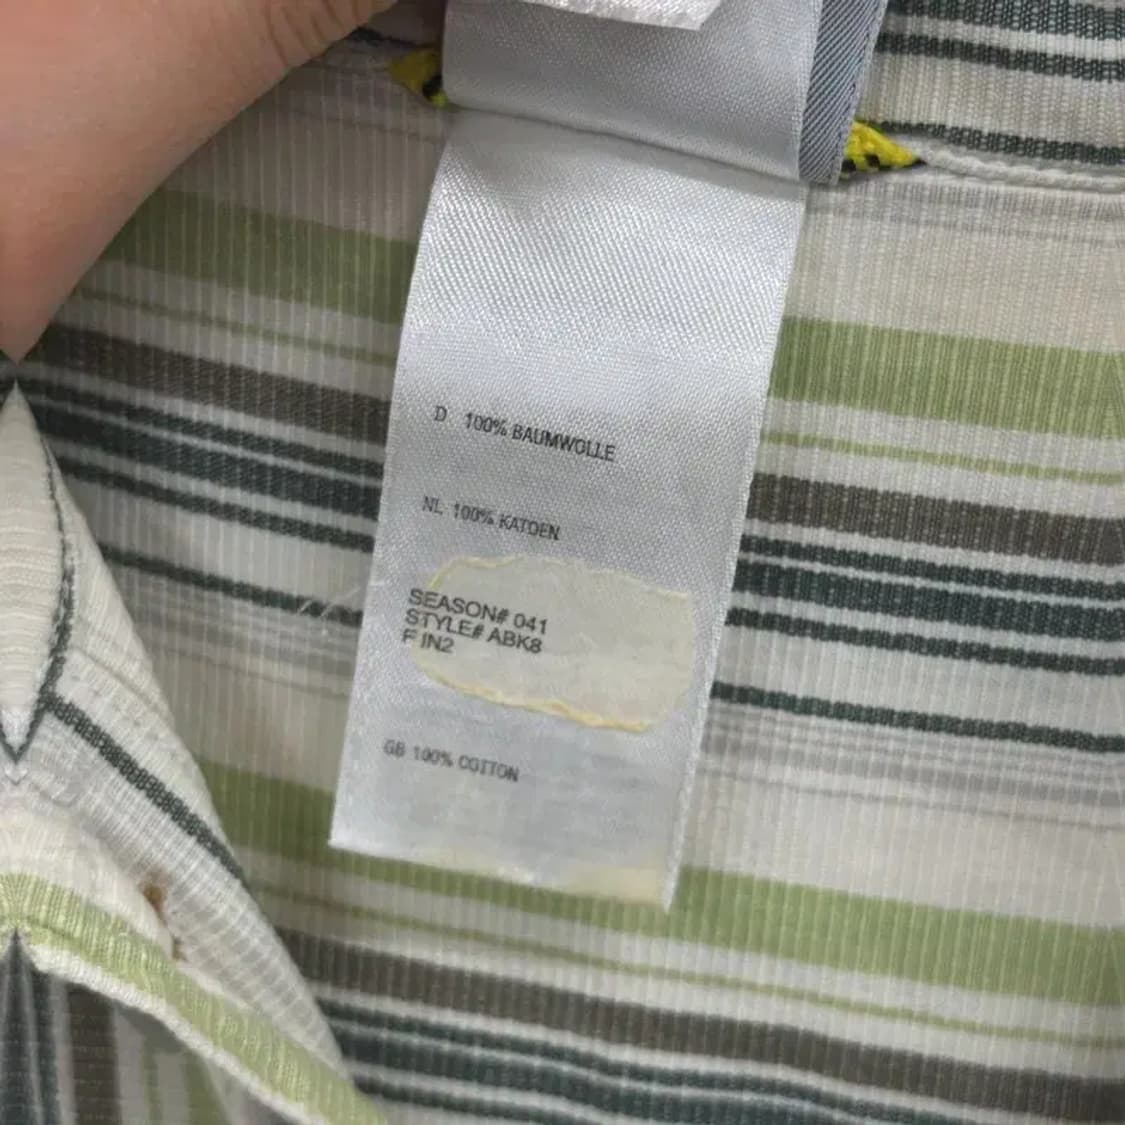 D 100% BAUMWOLLE
NL 100% KATOEN
SEASON# 041
STYLE# ABK8
F IN2
GB 100% COTTON